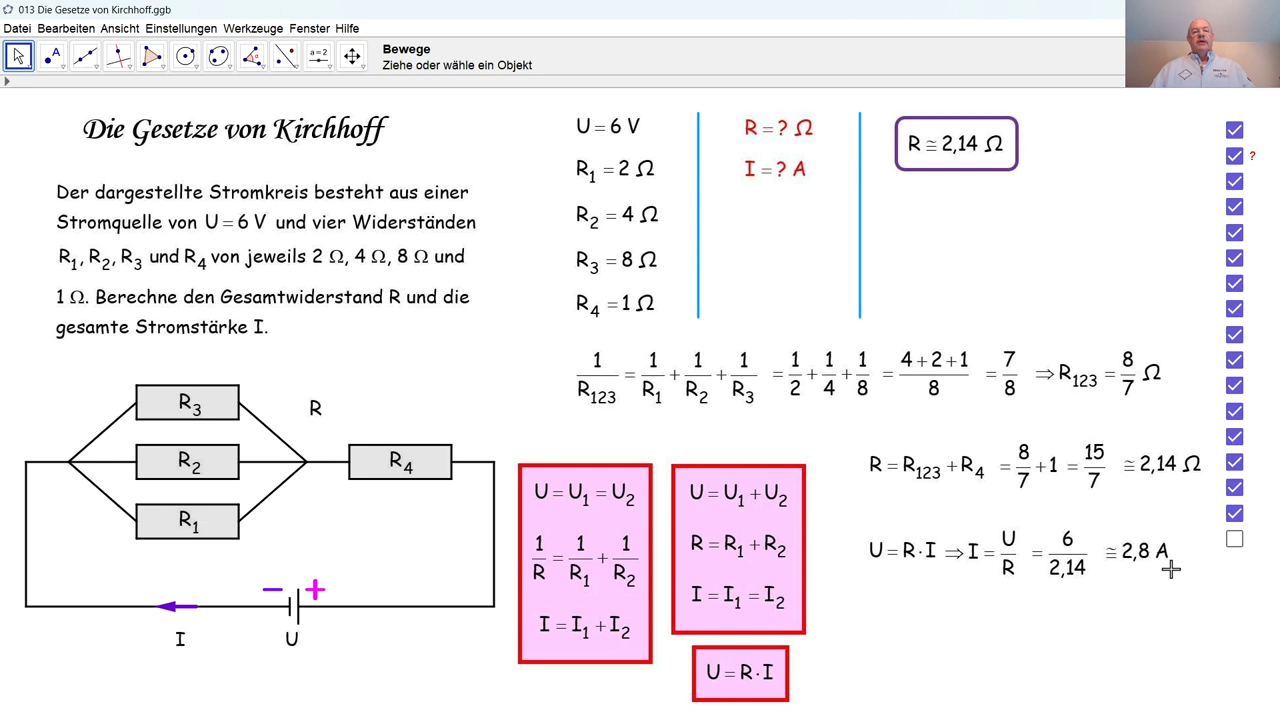 013 Die Gesetze von Kirchhoff.ggb
Datei Bearbeiten Ansicht Einstellungen Werkzeuge Fenster Hilfe
A
a=2
Bewege
Ziehe oder wähle ein Objekt
Die Gesetze von Kirchhoff
Der dargestellte Stromkreis besteht aus einer
Stromquelle von U = 6 V und vier Widerständen
R₁, R₂, R₃ und R₄ von jeweils 2 Ω, 4 Ω, 8 Ω und
1 Ω. Berechne den Gesamtwiderstand R und die
gesamte Stromstärke I.
U = 6 V
R₁ = 2 Ω
R₂ = 4 Ω
R₃ = 8 Ω
R₄ = 1 Ω
R = ? Ω
I = ? A
R ≅ 2,14 Ω
?
1/R₁₂₃ = 1/R₁ + 1/R₂ + 1/R₃ = 1/2 + 1/4 + 1/8 = (4+2+1)/8 = 7/8 ⇒ R₁₂₃ = 8/7 Ω
R = R₁₂₃ + R₄ = 8/7 + 1 = 15/7 ≅ 2,14 Ω
U = R·I ⇒ I = U/R = 6/2,14 ≅ 2,8 A
R₃
R
R₂
R₄
R₁
− +
I
U
U = U₁ = U₂
1/R = 1/R₁ + 1/R₂
I = I₁ + I₂
U = U₁ + U₂
R = R₁ + R₂
I = I₁ = I₂
U = R·I